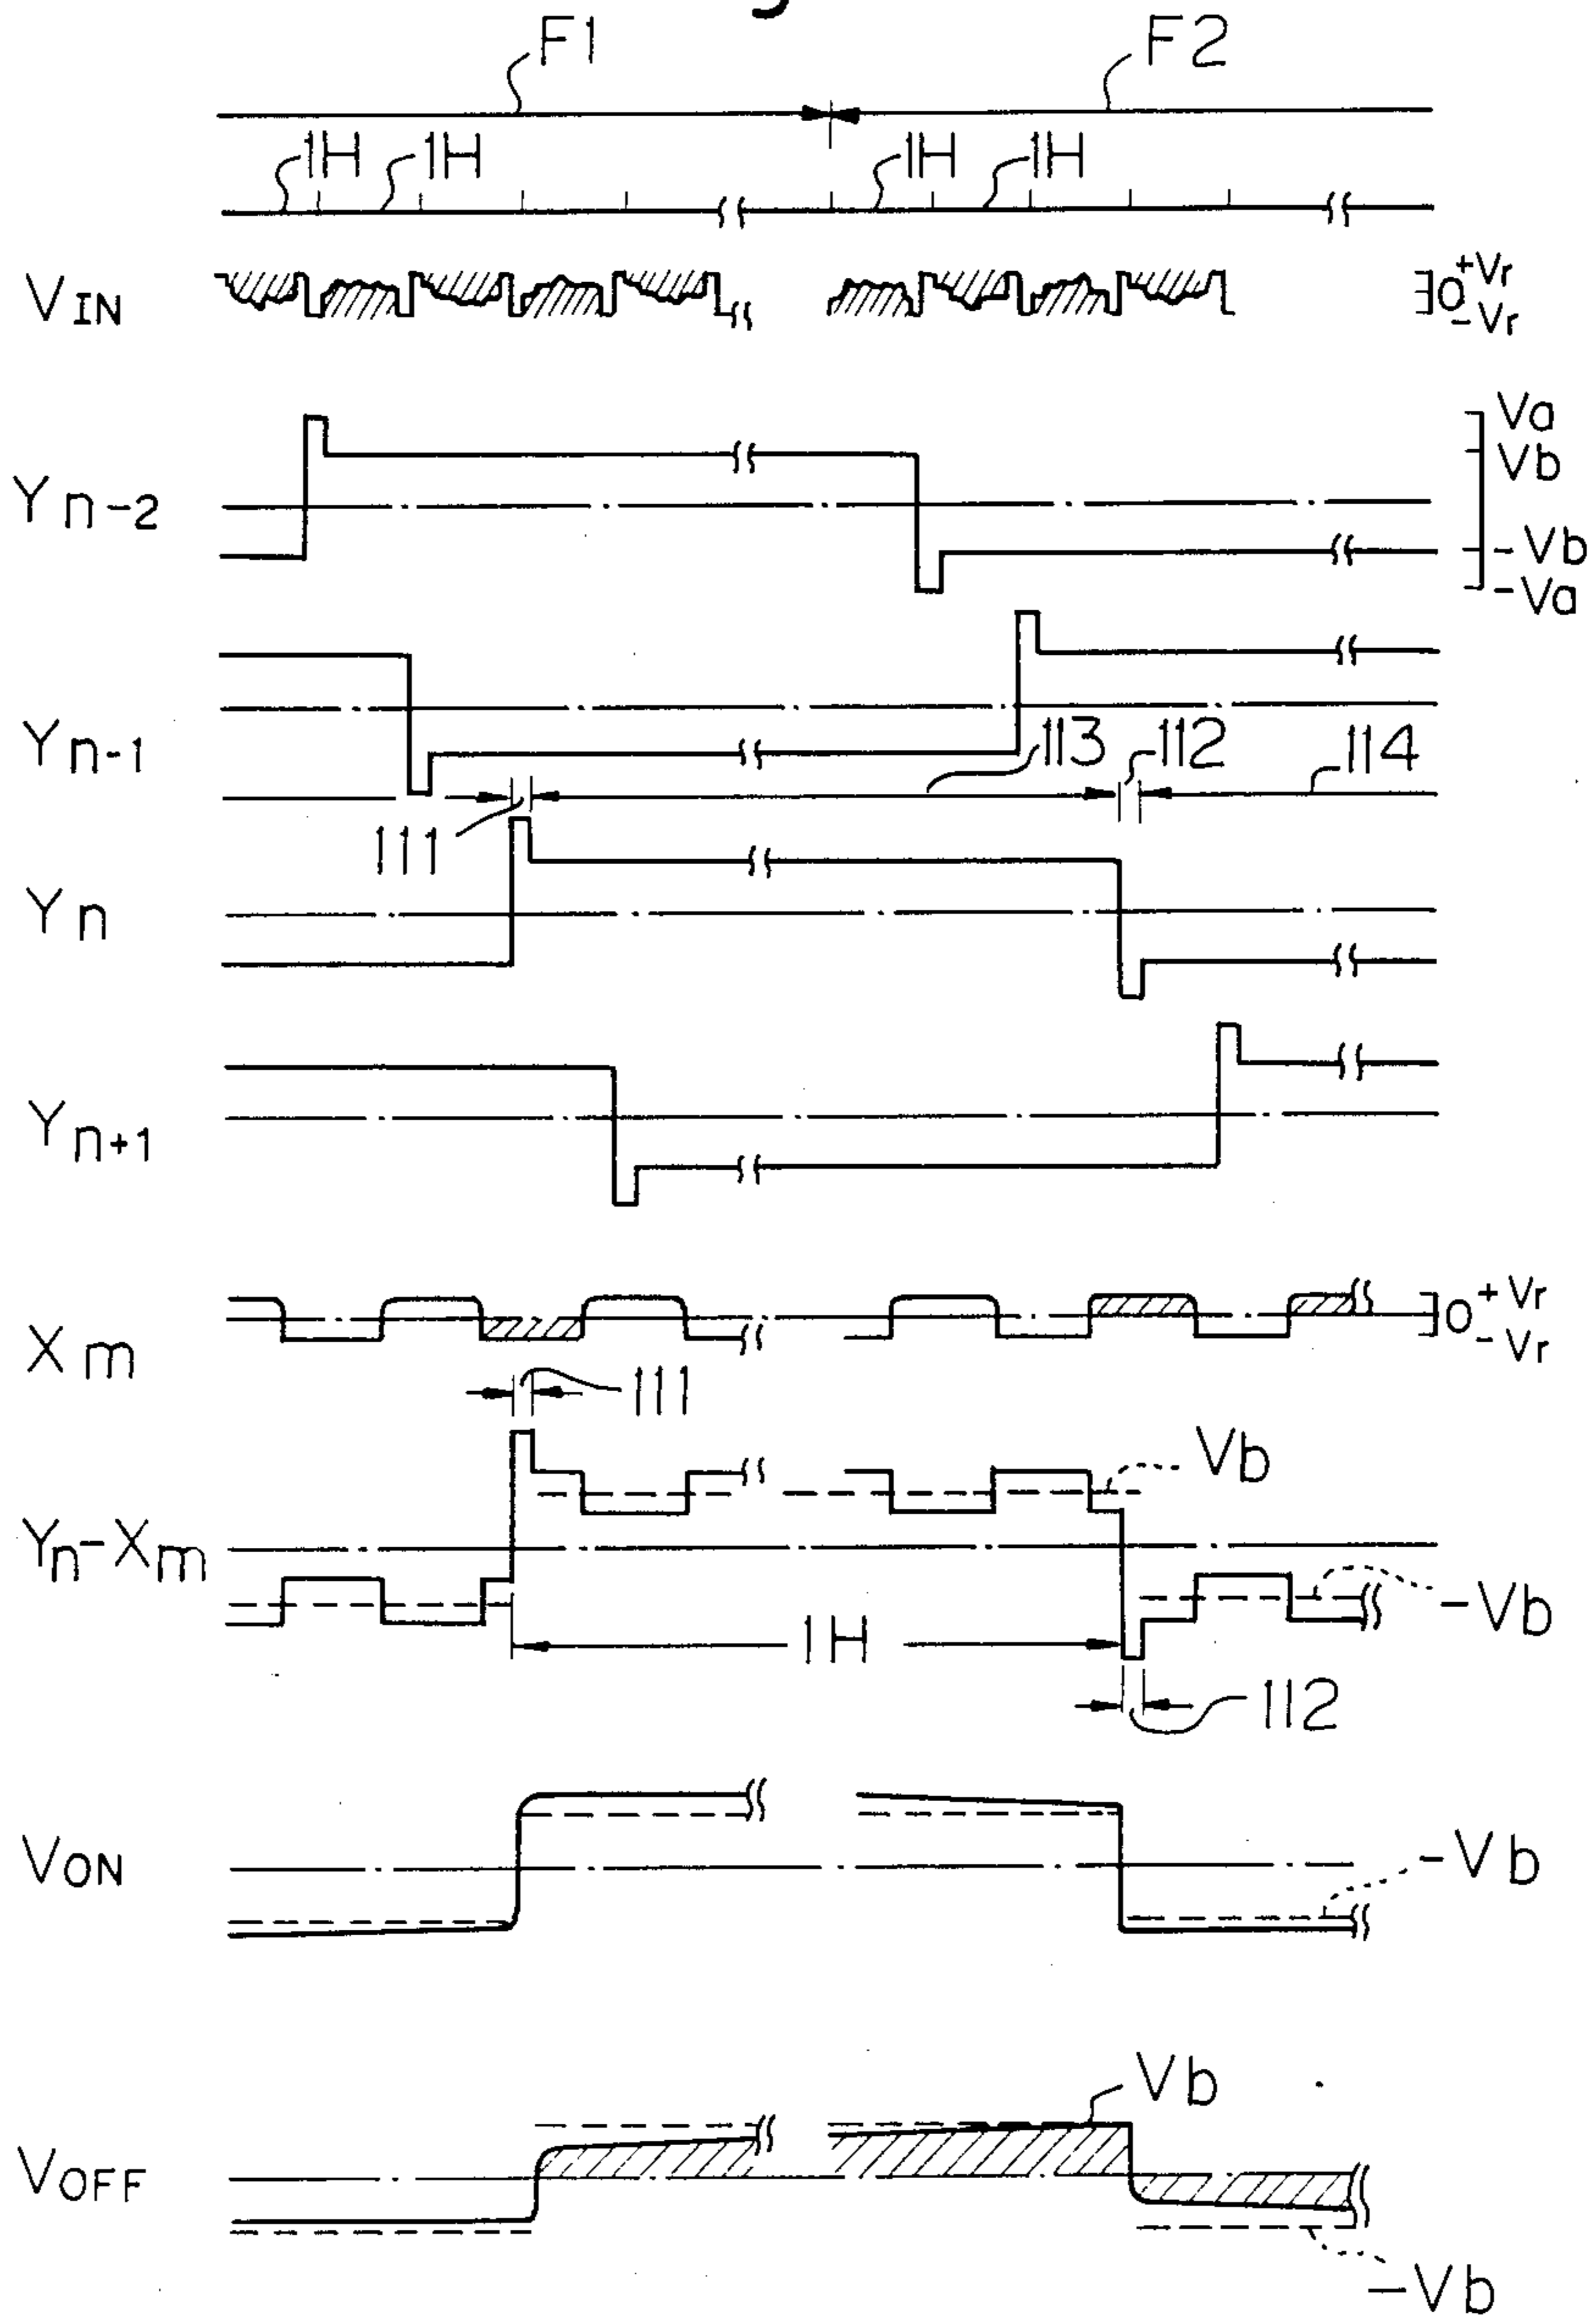 F1 F2
1H 1H 1H 1H
VIN +Vr
0
-Vr
Va
Vb
Yn-2
-Vb
-Va
Yn-1 113 112 114
111
Yn
Yn+1
+Vr
Xm 0
-Vr
111
Vb
Yn-Xm
-Vb
1H
112
VON -Vb
Vb
VOFF
-Vb